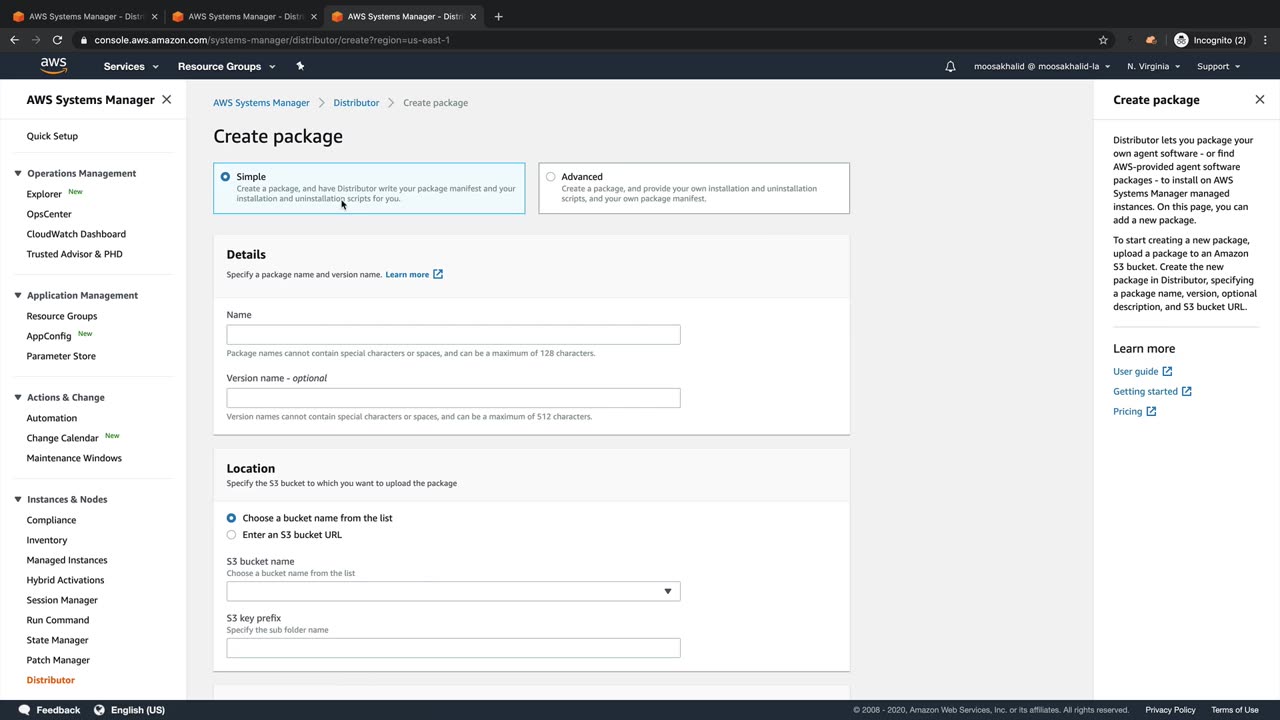 AWS Systems Manager - Distri
AWS Systems Manager - Distri
AWS Systems Manager - Distri
console.aws.amazon.com/systems-manager/distributor/create?region=us-east-1
Incognito (2)
aws
Services
Resource Groups
moosakhalid @ moosakhalid-la
N. Virginia
Support
AWS Systems Manager
Quick Setup
Operations Management
Explorer New
OpsCenter
CloudWatch Dashboard
Trusted Advisor & PHD
Application Management
Resource Groups
AppConfig New
Parameter Store
Actions & Change
Automation
Change Calendar New
Maintenance Windows
Instances & Nodes
Compliance
Inventory
Managed Instances
Hybrid Activations
Session Manager
Run Command
State Manager
Patch Manager
Distributor
AWS Systems Manager > Distributor > Create package
Create package
Simple
Create a package, and have Distributor write your package manifest and your
installation and uninstallation scripts for you.
Advanced
Create a package, and provide your own installation and uninstallation
scripts, and your own package manifest.
Details
Specify a package name and version name. Learn more
Name
Package names cannot contain special characters or spaces, and can be a maximum of 128 characters.
Version name - optional
Version names cannot contain special characters or spaces, and can be a maximum of 512 characters.
Location
Specify the S3 bucket to which you want to upload the package
Choose a bucket name from the list
Enter an S3 bucket URL
S3 bucket name
Choose a bucket name from the list
S3 key prefix
Specify the sub folder name
Create package
Distributor lets you package your
own agent software - or find
AWS-provided agent software
packages - to install on AWS
Systems Manager managed
instances. On this page, you can
add a new package.
To start creating a new package,
upload a package to an Amazon
S3 bucket. Create the new
package in Distributor, specifying
a package name, version, optional
description, and S3 bucket URL.
Learn more
User guide
Getting started
Pricing
Feedback
English (US)
© 2008 - 2020, Amazon Web Services, Inc. or its affiliates. All rights reserved.
Privacy Policy
Terms of Use